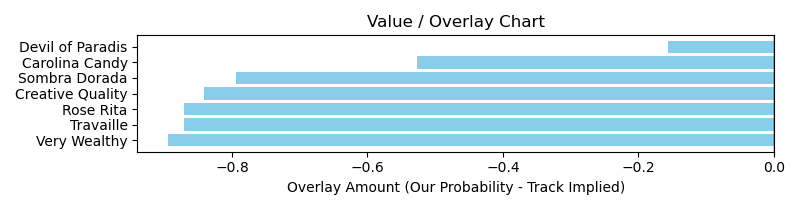 Value / Overlay Chart
Devil of Paradis
Carolina Candy
Sombra Dorada
Creative Quality
Rose Rita
Travaille
Very Wealthy
−0.8 −0.6 −0.4 −0.2 0.0
Overlay Amount (Our Probability - Track Implied)